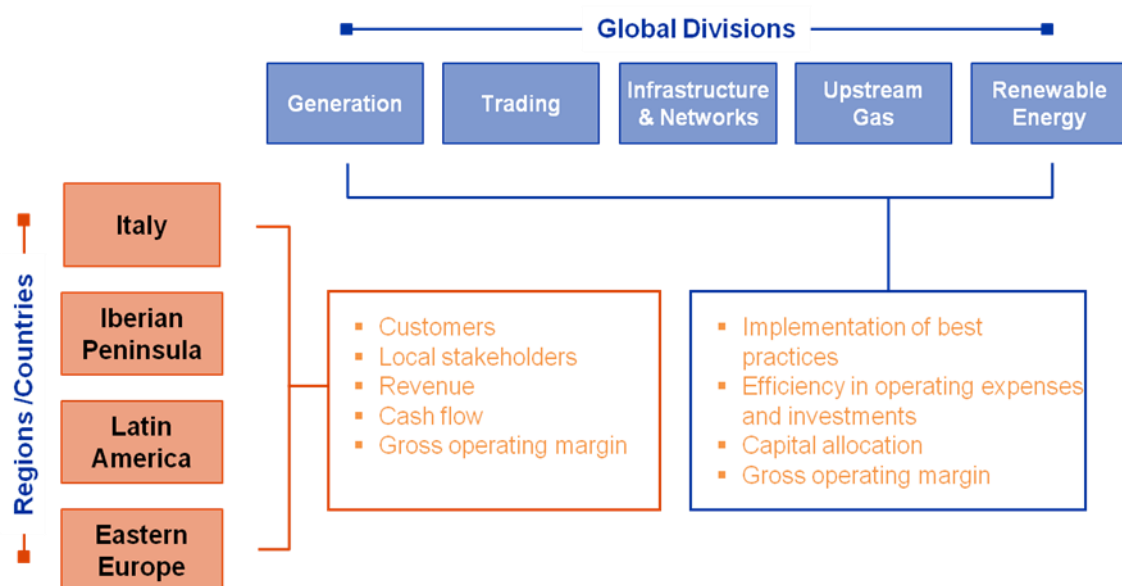 Global Divisions
Generation
Trading
Infrastructure
& Networks
Upstream
Gas
Renewable
Energy
Regions /Countries
Italy
Iberian
Peninsula
Latin
America
Eastern
Europe
▪ Customers
▪ Local stakeholders
▪ Revenue
▪ Cash flow
▪ Gross operating margin
▪ Implementation of best
practices
▪ Efficiency in operating expenses
and investments
▪ Capital allocation
▪ Gross operating margin